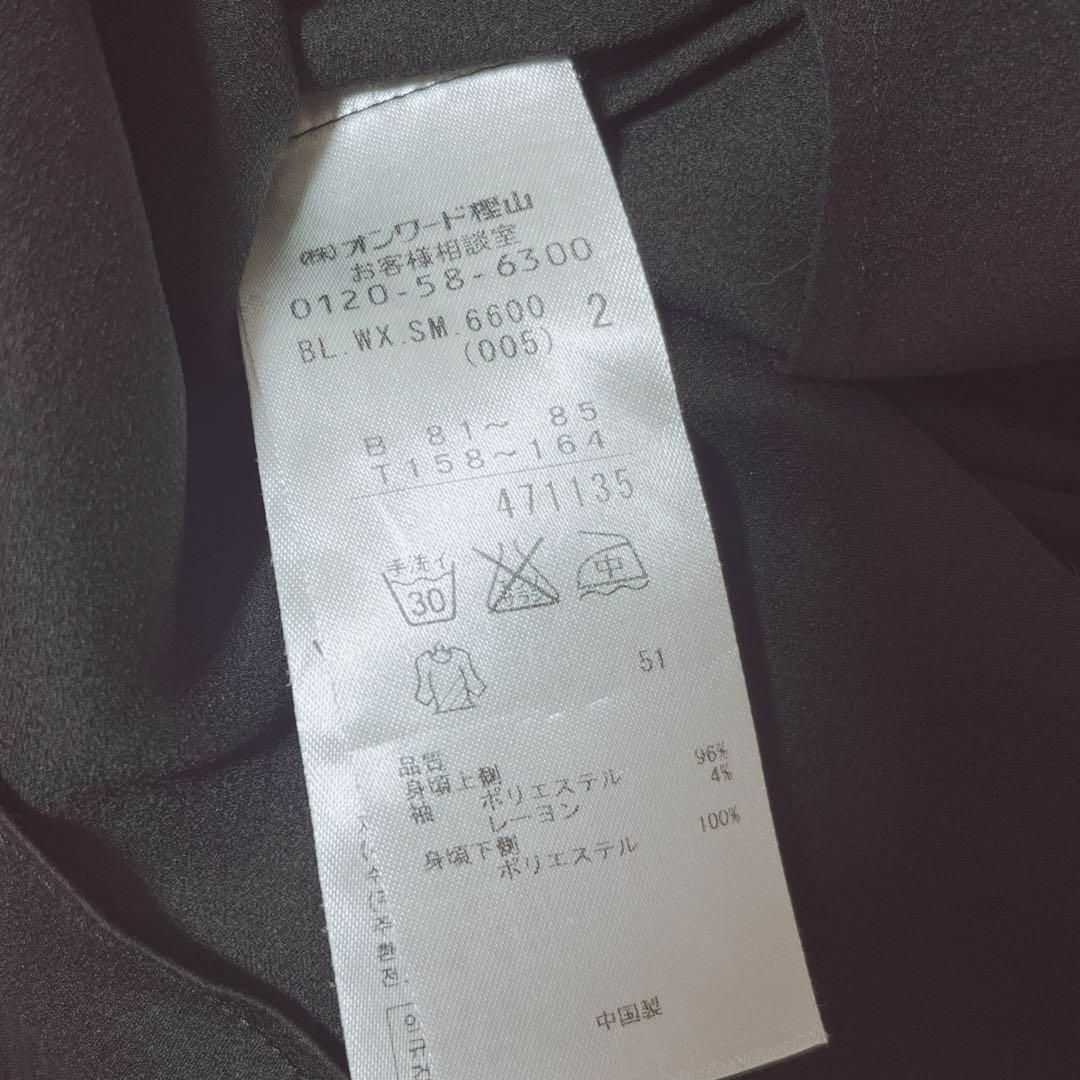 (株)オンワード樫山
お客様相談室
0120-58-6300
BL.WX.SM.6600 2
(005)
B 81~ 85
T158~164
471135
手洗イ
30
中
51
品質
身頃上側
袖 ポリエステル 96%
レーヨン 4%
身頃下側
ポリエステル 100%
中国製